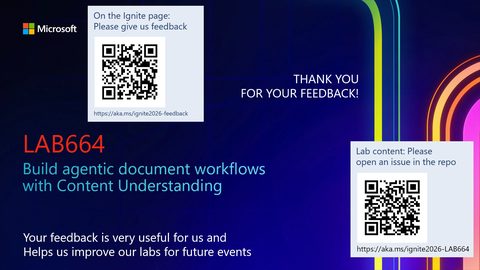 Microsoft
On the Ignite page:
Please give us feedback
https://aka.ms/ignite2026-feedback
THANK YOU
FOR YOUR FEEDBACK!
LAB664
Build agentic document workflows
with Content Understanding
Lab content: Please
open an issue in the repo
https://aka.ms/ignite2026-LAB664
Your feedback is very useful for us and
Helps us improve our labs for future events